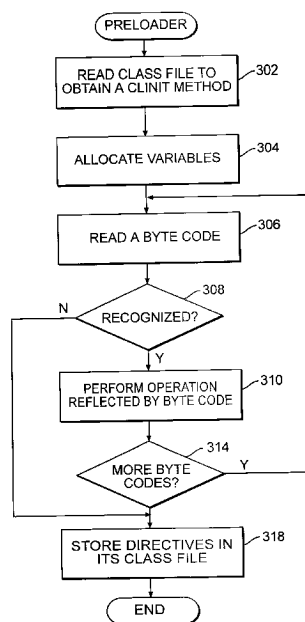 PRELOADER
READ CLASS FILE TO
OBTAIN A CLINIT METHOD
302
ALLOCATE VARIABLES
304
READ A BYTE CODE
306
308
N
RECOGNIZED?
Y
PERFORM OPERATION
REFLECTED BY BYTE CODE
310
314
MORE BYTE
CODES?
Y
STORE DIRECTIVES IN
ITS CLASS FILE
318
END